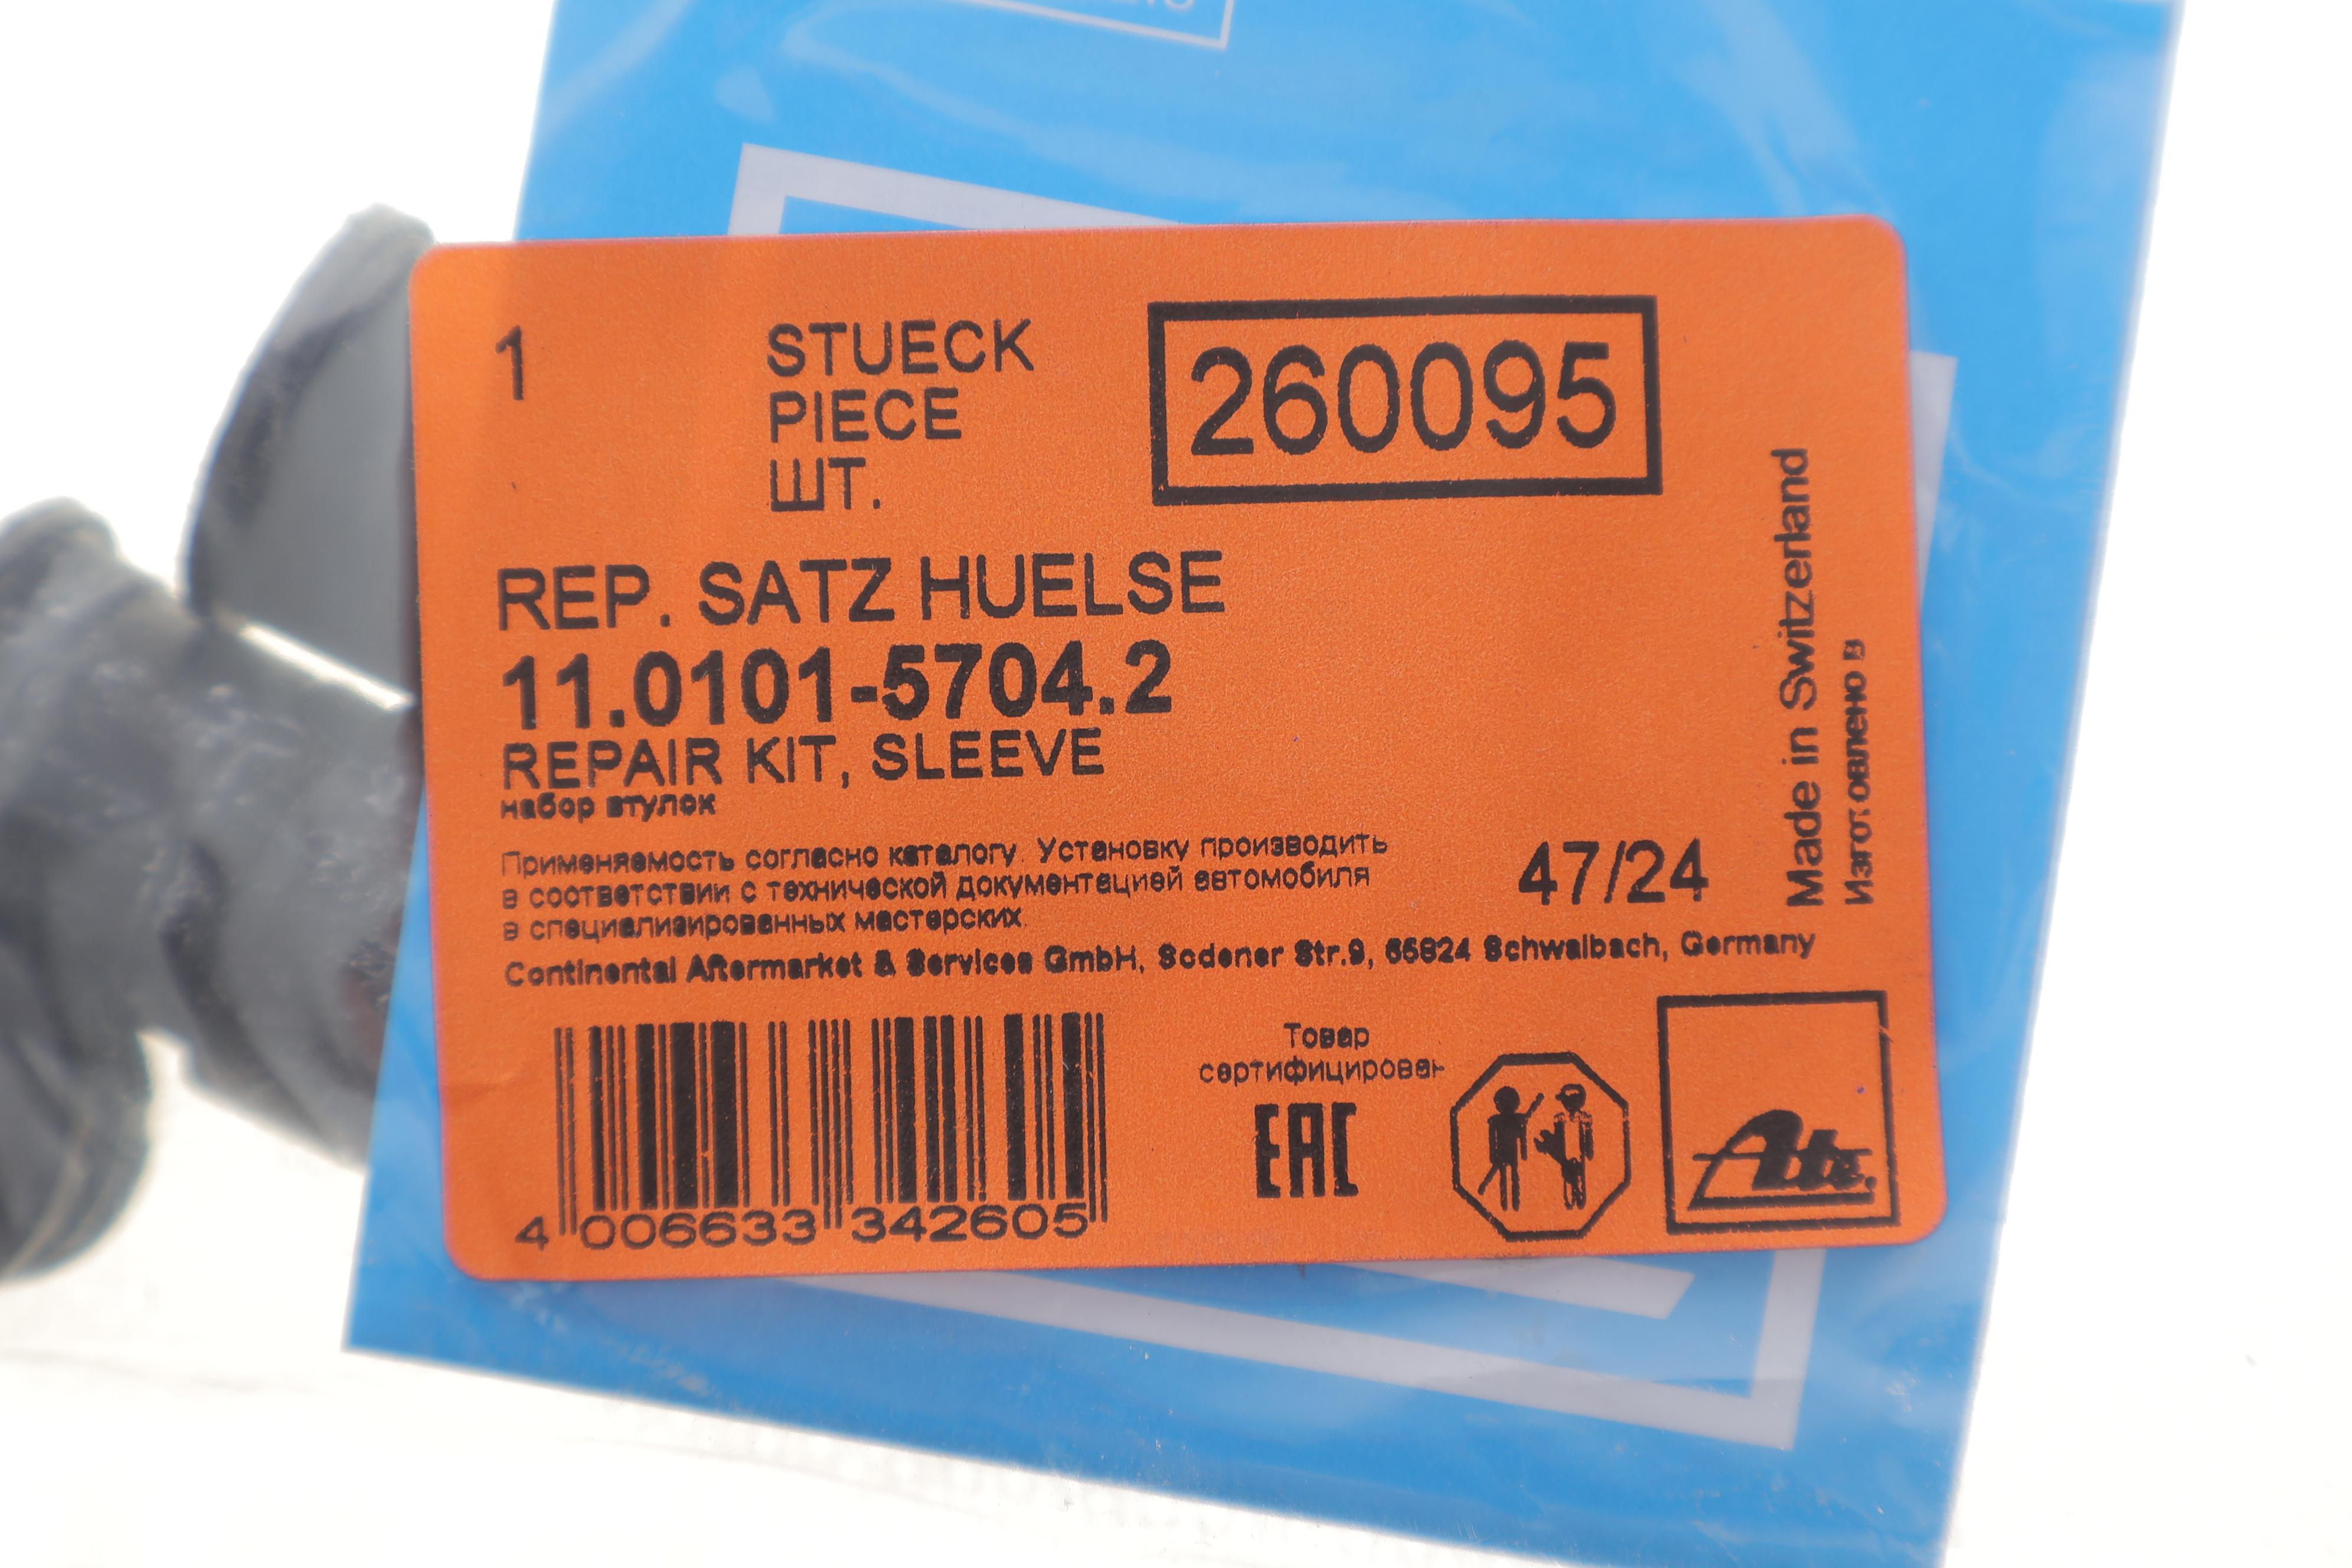 1
STUECK
PIECE
ШТ.
260095
REP. SATZ HUELSE
11.0101-5704.2
REPAIR KIT, SLEEVE
набор втулок
Применяемость согласно каталогу. Установку производить
в соответствии с технической документацией автомобиля
в специализированных мастерских.
47/24
Made in Switzerland
Изготовлено в
Continental Aftermarket & Services GmbH, Sodener Str.9, 65824 Schwalbach, Germany
4 006633 342605
Товар
сертифицирован
EAC
Ate